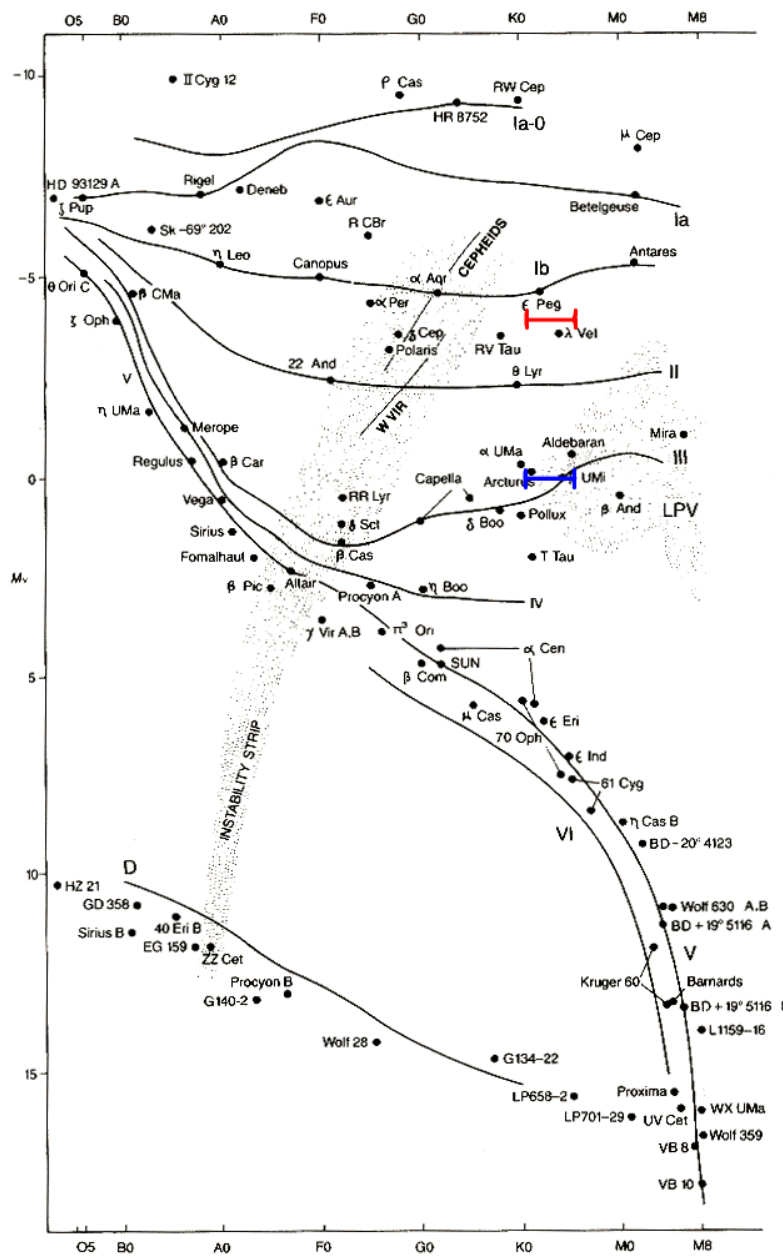 O5 B0 A0 F0 G0 K0 M0 M8
-10
II Cyg 12
ρ Cas
RW Cep
HR 8752
Ia-0
μ Cep
HD 93129 A
Rigel
Deneb
ϵ Aur
Betelgeuse
ζ Pup
Ia
Sk -69° 202
R CBr
CEPHEIDS
η Leo
Canopus
α Aqr
Ib
Antares
-5
θ Ori C
β CMa
α Per
ϵ Peg
ζ Oph
Cep
Polaris
RV Tau
λ Vel
22 And
θ Lyr
II
V
W VIR
η UMa
Merope
α UMa
Aldebaran
Mira
III
Regulus
β Car
0
Capella
Arcturus
UMi
Vega
RR Lyr
LPV
Sirius
δ Sct
δ Boo
Pollux
β And
Fomalhaut
β Cas
T Tau
Mv
β Pic
Altair
Procyon A
η Boo
IV
γ Vir A,B
π³ Ori
α Cen
5
β Com
SUN
μ Cas
ϵ Eri
70 Oph
ϵ Ind
INSTABILITY STRIP
61 Cyg
VI
η Cas B
BD-20° 4123
10
D
HZ 21
GD 358
Wolf 630 A.B
40 Eri B
BD+19° 5116 A
Sirius B
EG 159
ZZ Cet
V
Procyon B
Kruger 60
Barnards
G140-2
BD+19° 5116
L1159-16
Wolf 28
G134-22
15
LP658-2
Proxima
LP701-29
UV Cet
WX UMa
Wolf 359
VB 8
VB 10
O5 B0 A0 F0 G0 K0 M0 M8